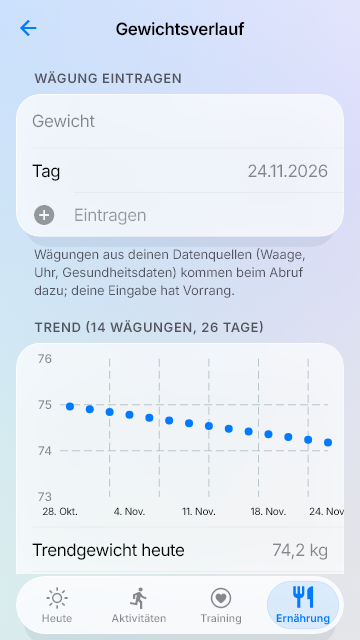 Gewichtsverlauf
WÄGUNG EINTRAGEN
Gewicht
Tag 24.11.2026
Eintragen
Wägungen aus deinen Datenquellen (Waage,
Uhr, Gesundheitsdaten) kommen beim Abruf
dazu; deine Eingabe hat Vorrang.
TREND (14 WÄGUNGEN, 26 TAGE)
76
75
74
73
28. Okt. 4. Nov. 11. Nov. 18. Nov. 24. Nov
Trendgewicht heute 74,2 kg
Heute Aktivitäten Training Ernährung